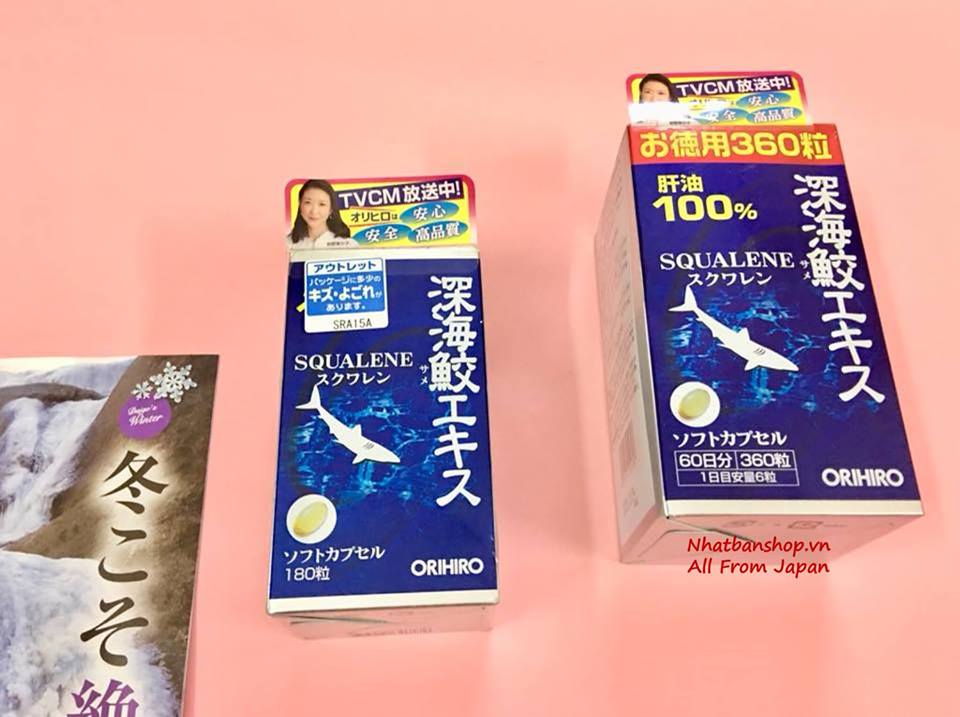 TVCM放送中!
オリヒロは 安心
安全 高品質
アウトレット
パッケージに多少の
キズ・よごれが
あります。
SRA15A
深海鮫エキス
サメ
SQUALENE
スクワレン
ソフトカプセル
180粒
ORIHIRO
TVCM放送中!
安心
安全 高品質
お徳用360粒
肝油
100%
深海鮫エキス
サメ
SQUALENE
スクワレン
ソフトカプセル
60日分 360粒
1日目安量6粒
ORIHIRO
Nhatbanshop.vn
All From Japan
Winter
冬こそ絶